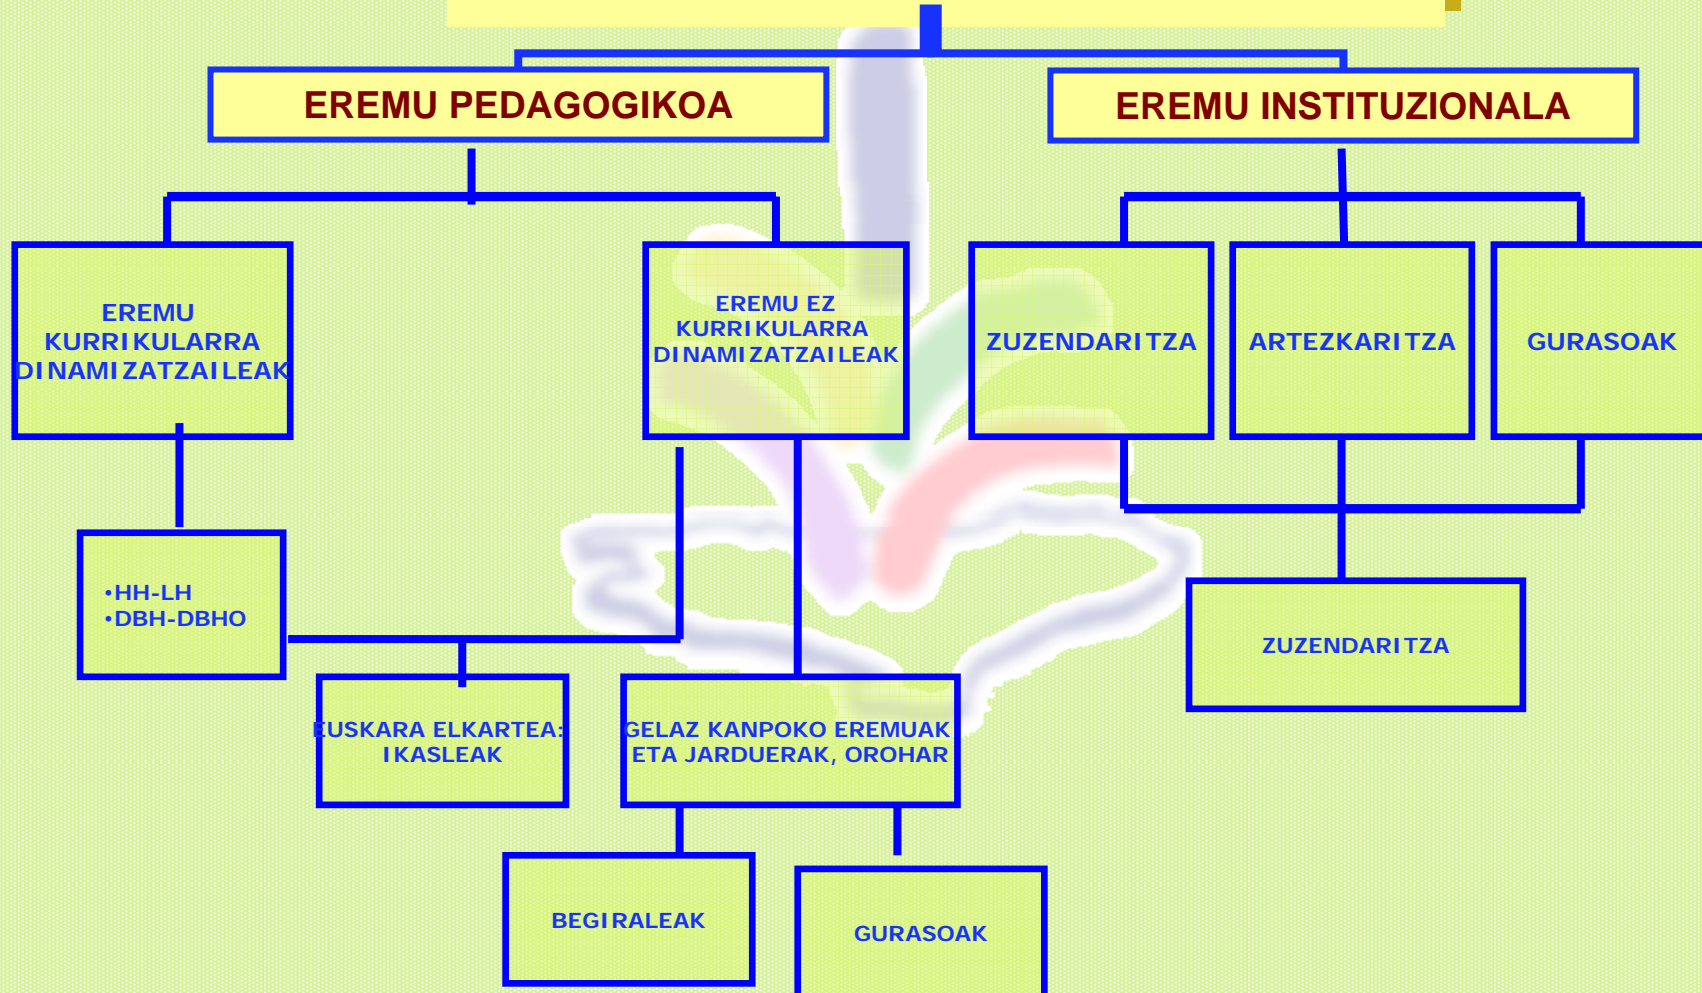 EREMU PEDAGOGIKOA
EREMU INSTITUZIONALA
EREMU
KURRIKULARRA
DINAMIZATZAILEAK
EREMU EZ
KURRIKULARRA
DINAMIZATZAILEAK
ZUZENDARITZA
ARTEZKARITZA
GURASOAK
•HH-LH
•DBH-DBHO
ZUZENDARITZA
EUSKARA ELKARTEA:
IKASLEAK
GELAZ KANPOKO EREMUAK
ETA JARDUERAK, OROHAR
BEGIRALEAK
GURASOAK